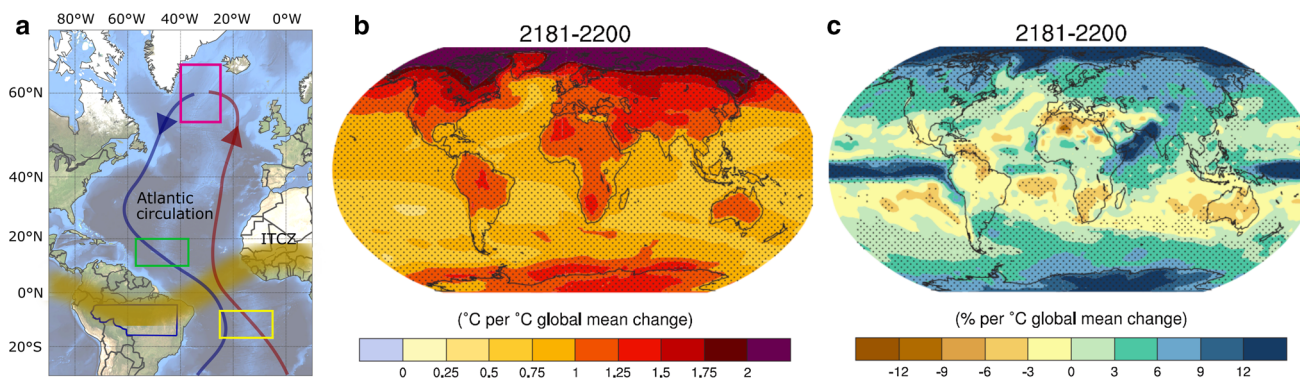 a
80°W 60°W 40°W 20°W 0°W
60°N
40°N
20°N
0°N
20°S
Atlantic
circulation
ITCZ
b
2181-2200
(°C per °C global mean change)
0 0.25 0.5 0.75 1 1.25 1.5 1.75 2
c
2181-2200
(% per °C global mean change)
-12 -9 -6 -3 0 3 6 9 12